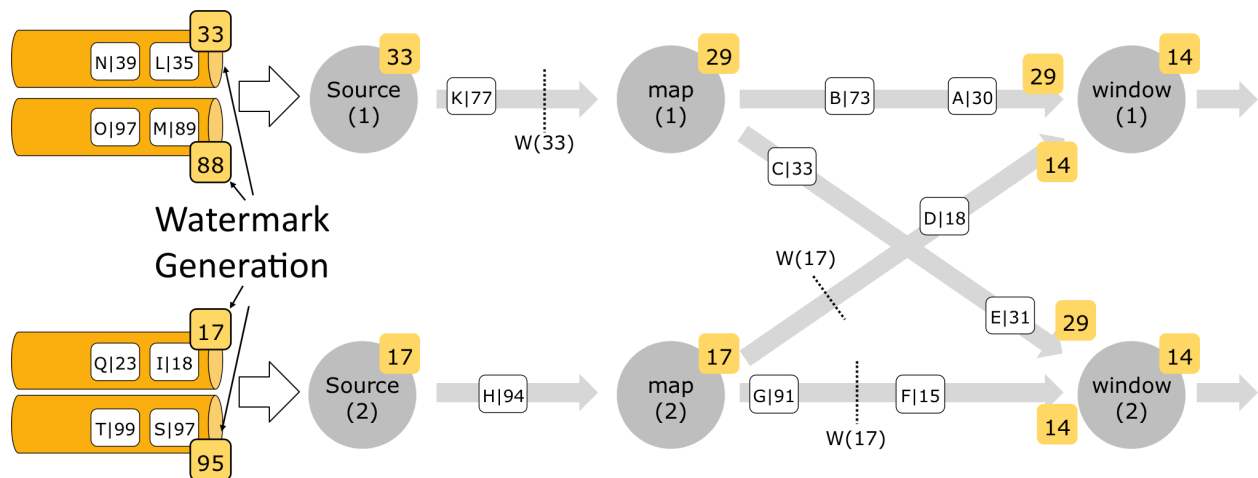 33
N|39
L|35
O|97
M|89
88
Source
(1)
33
K|77
W(33)
map
(1)
29
B|73
A|30
29
window
(1)
14
C|33
14
D|18
Watermark
Generation
W(17)
17
Q|23
I|18
T|99
S|97
95
Source
(2)
17
H|94
map
(2)
17
E|31
29
G|91
F|15
W(17)
14
window
(2)
14